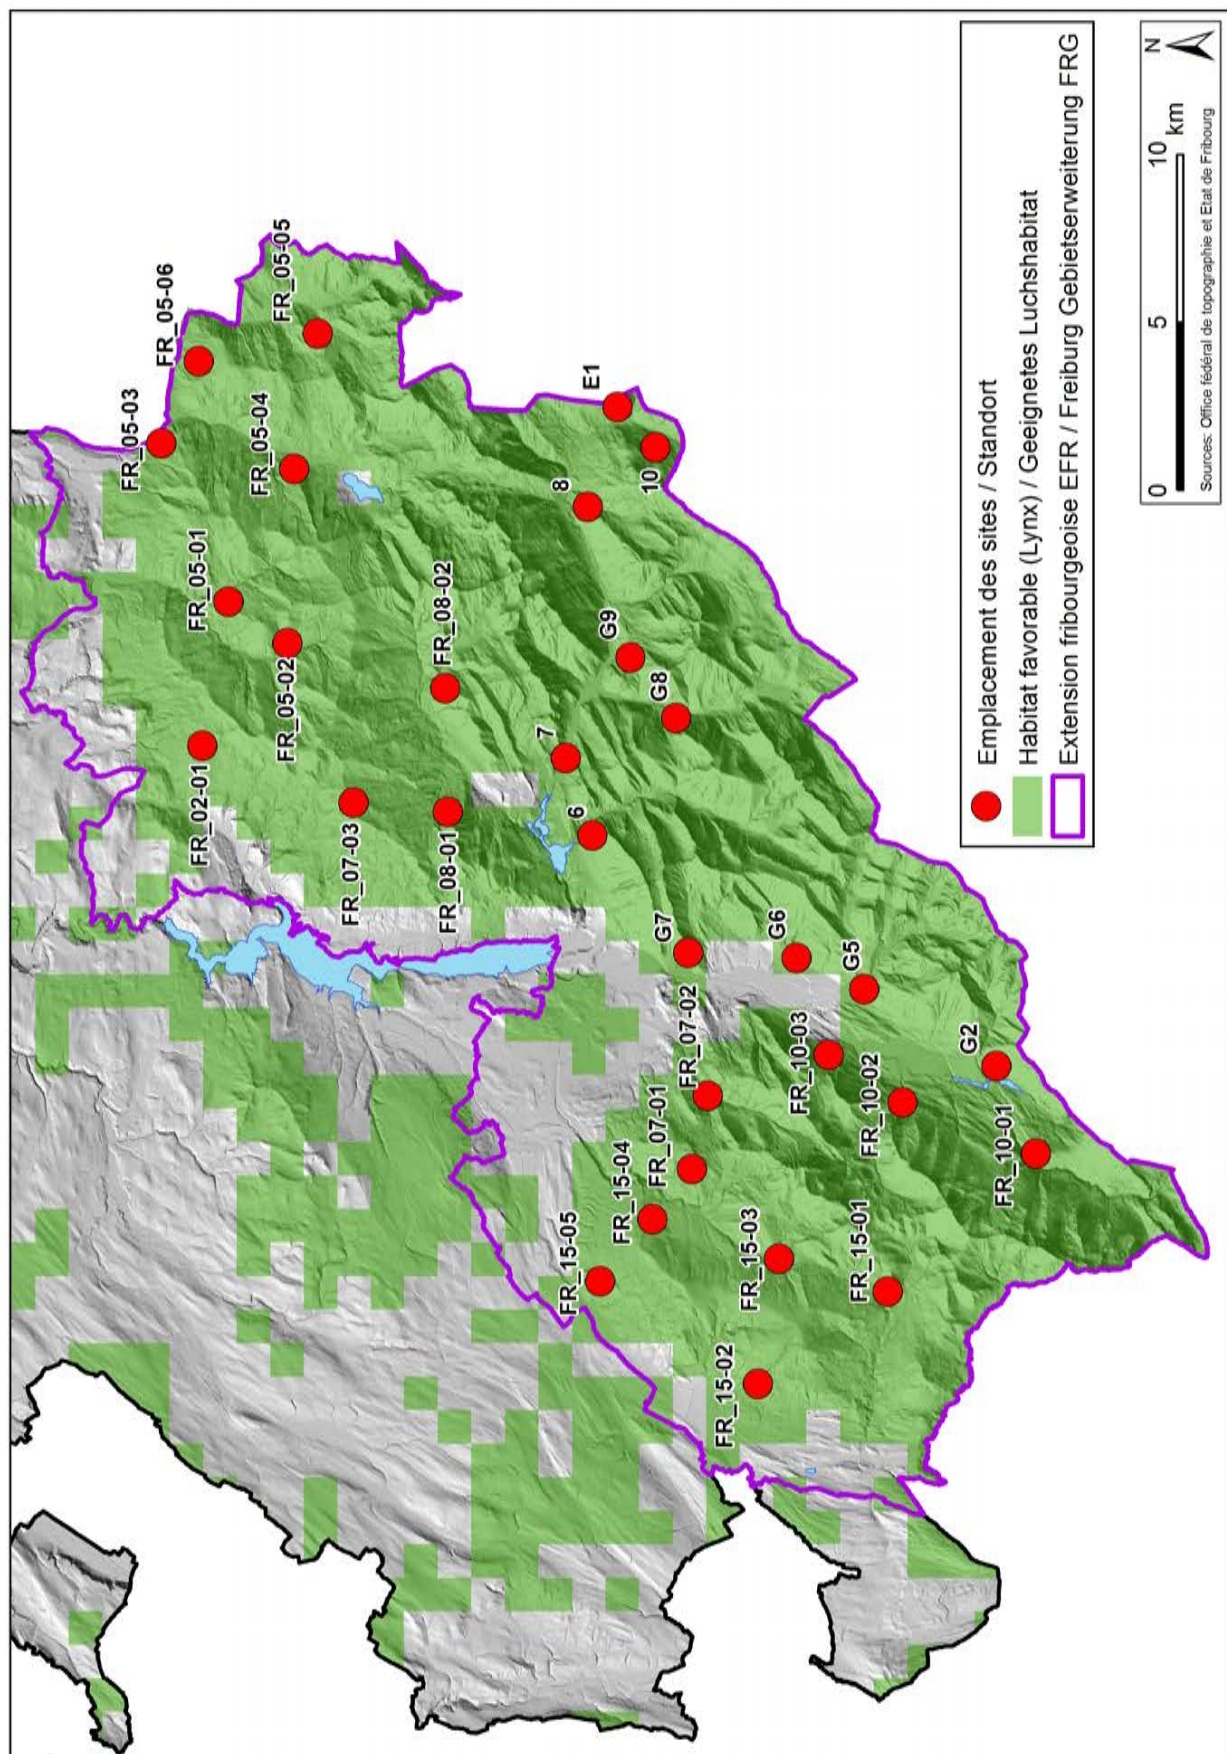 FR_05-03
FR_05-06
FR_05-05
FR_05-04
FR_05-01
FR_05-02
FR_02-01
FR_07-03
FR_08-02
FR_08-01
E1
10
8
G9
G8
7
6
G7
G6
G5
G2
FR_07-02
FR_07-01
FR_10-03
FR_10-02
FR_10-01
FR_15-05
FR_15-04
FR_15-03
FR_15-01
FR_15-02
Emplacement des sites / Standort
Habitat favorable (Lynx) / Geeignetes Luchshabitat
Extension fribourgeoise EFR / Freiburg Gebietserweiterung FRG
0 5 10
km
N
Sources: Office fédéral de topographie et Etat de Fribourg